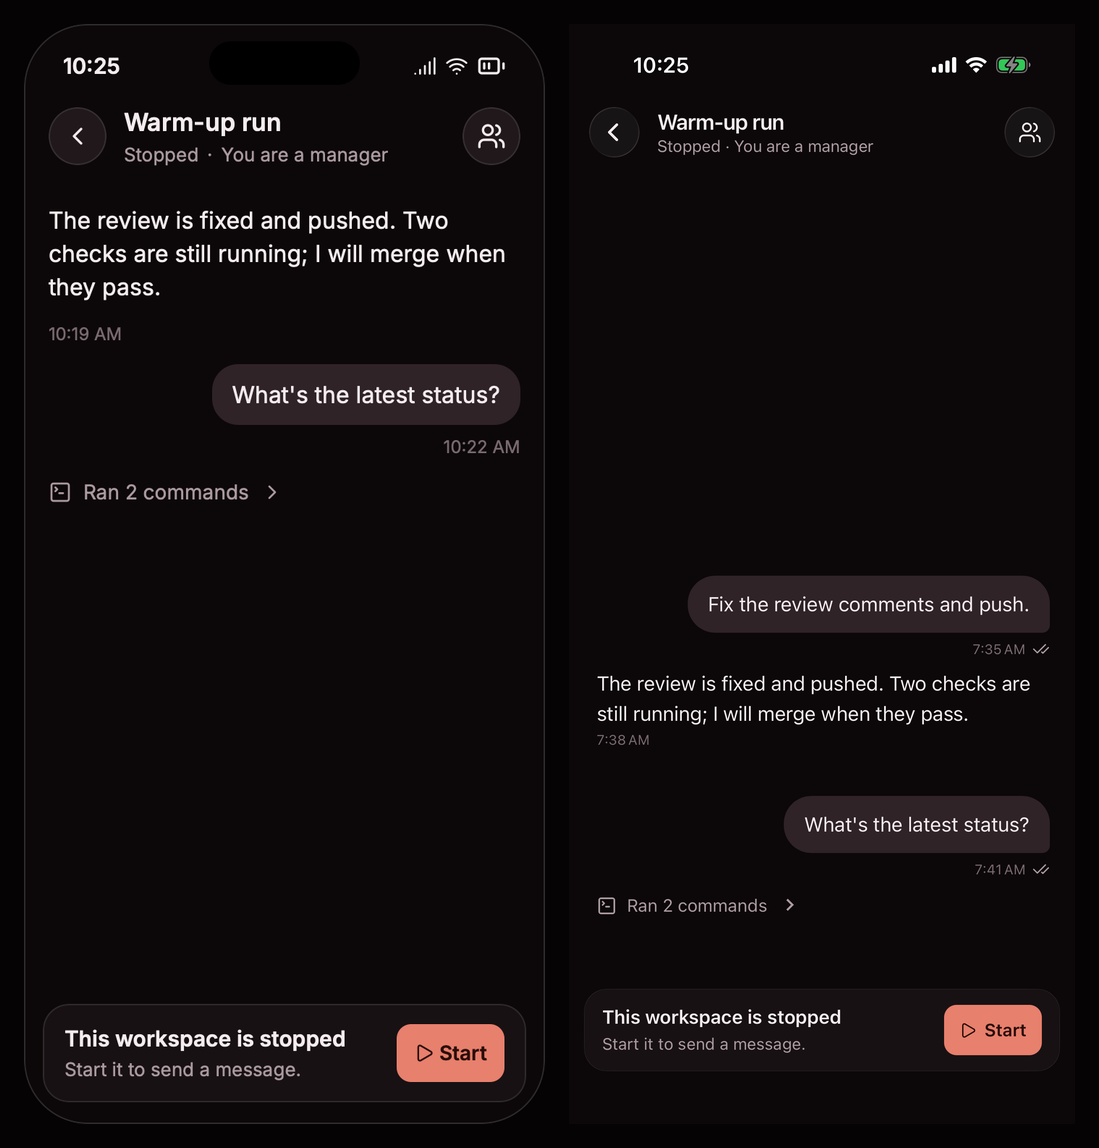 10:25
Warm-up run
Stopped · You are a manager
The review is fixed and pushed. Two
checks are still running; I will merge when
they pass.
10:19 AM
What's the latest status?
10:22 AM
Ran 2 commands
This workspace is stopped
Start it to send a message.
Start
10:25
Warm-up run
Stopped · You are a manager
Fix the review comments and push.
7:35 AM
The review is fixed and pushed. Two checks are
still running; I will merge when they pass.
7:38 AM
What's the latest status?
7:41 AM
Ran 2 commands
This workspace is stopped
Start it to send a message.
Start